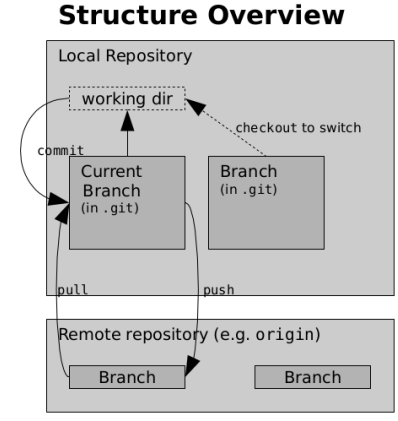 Structure Overview
Local Repository
working dir
checkout to switch
commit
Current
Branch
(in .git)
Branch
(in .git)
pull
push
Remote repository (e.g. origin)
Branch
Branch